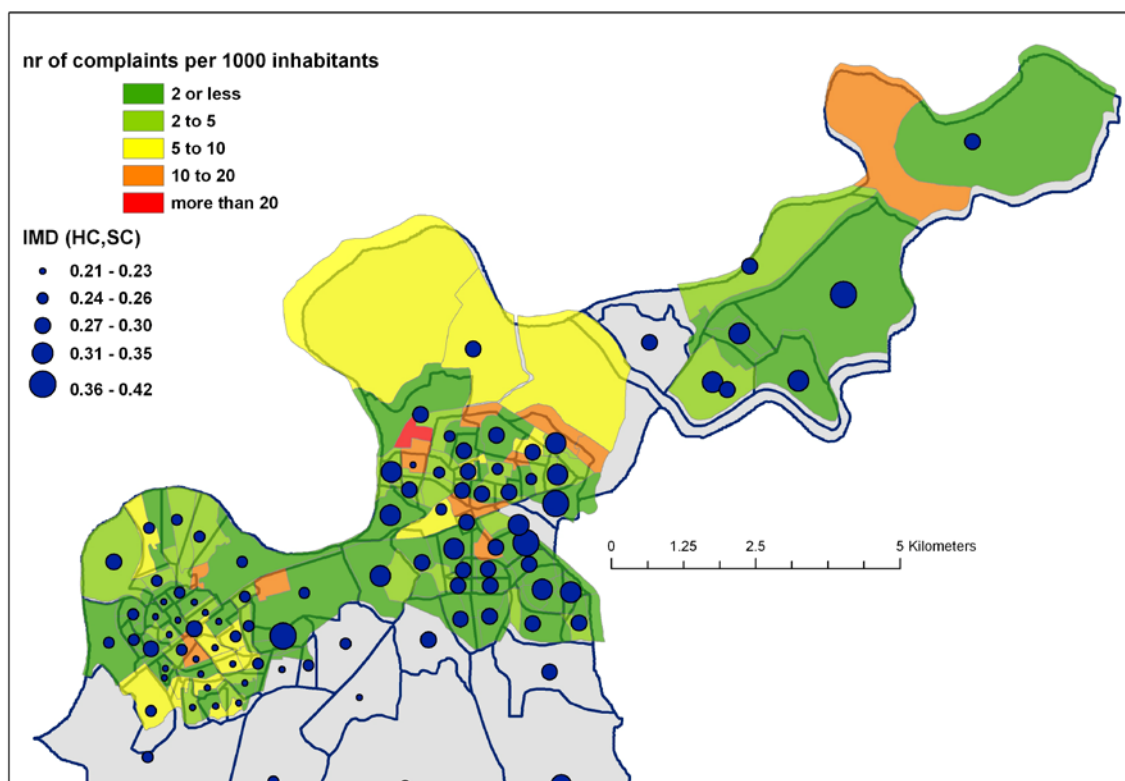 nr of complaints per 1000 inhabitants
2 or less
2 to 5
5 to 10
10 to 20
more than 20
IMD (HC,SC)
0.21 - 0.23
0.24 - 0.26
0.27 - 0.30
0.31 - 0.35
0.36 - 0.42
0 1.25 2.5 5 Kilometers